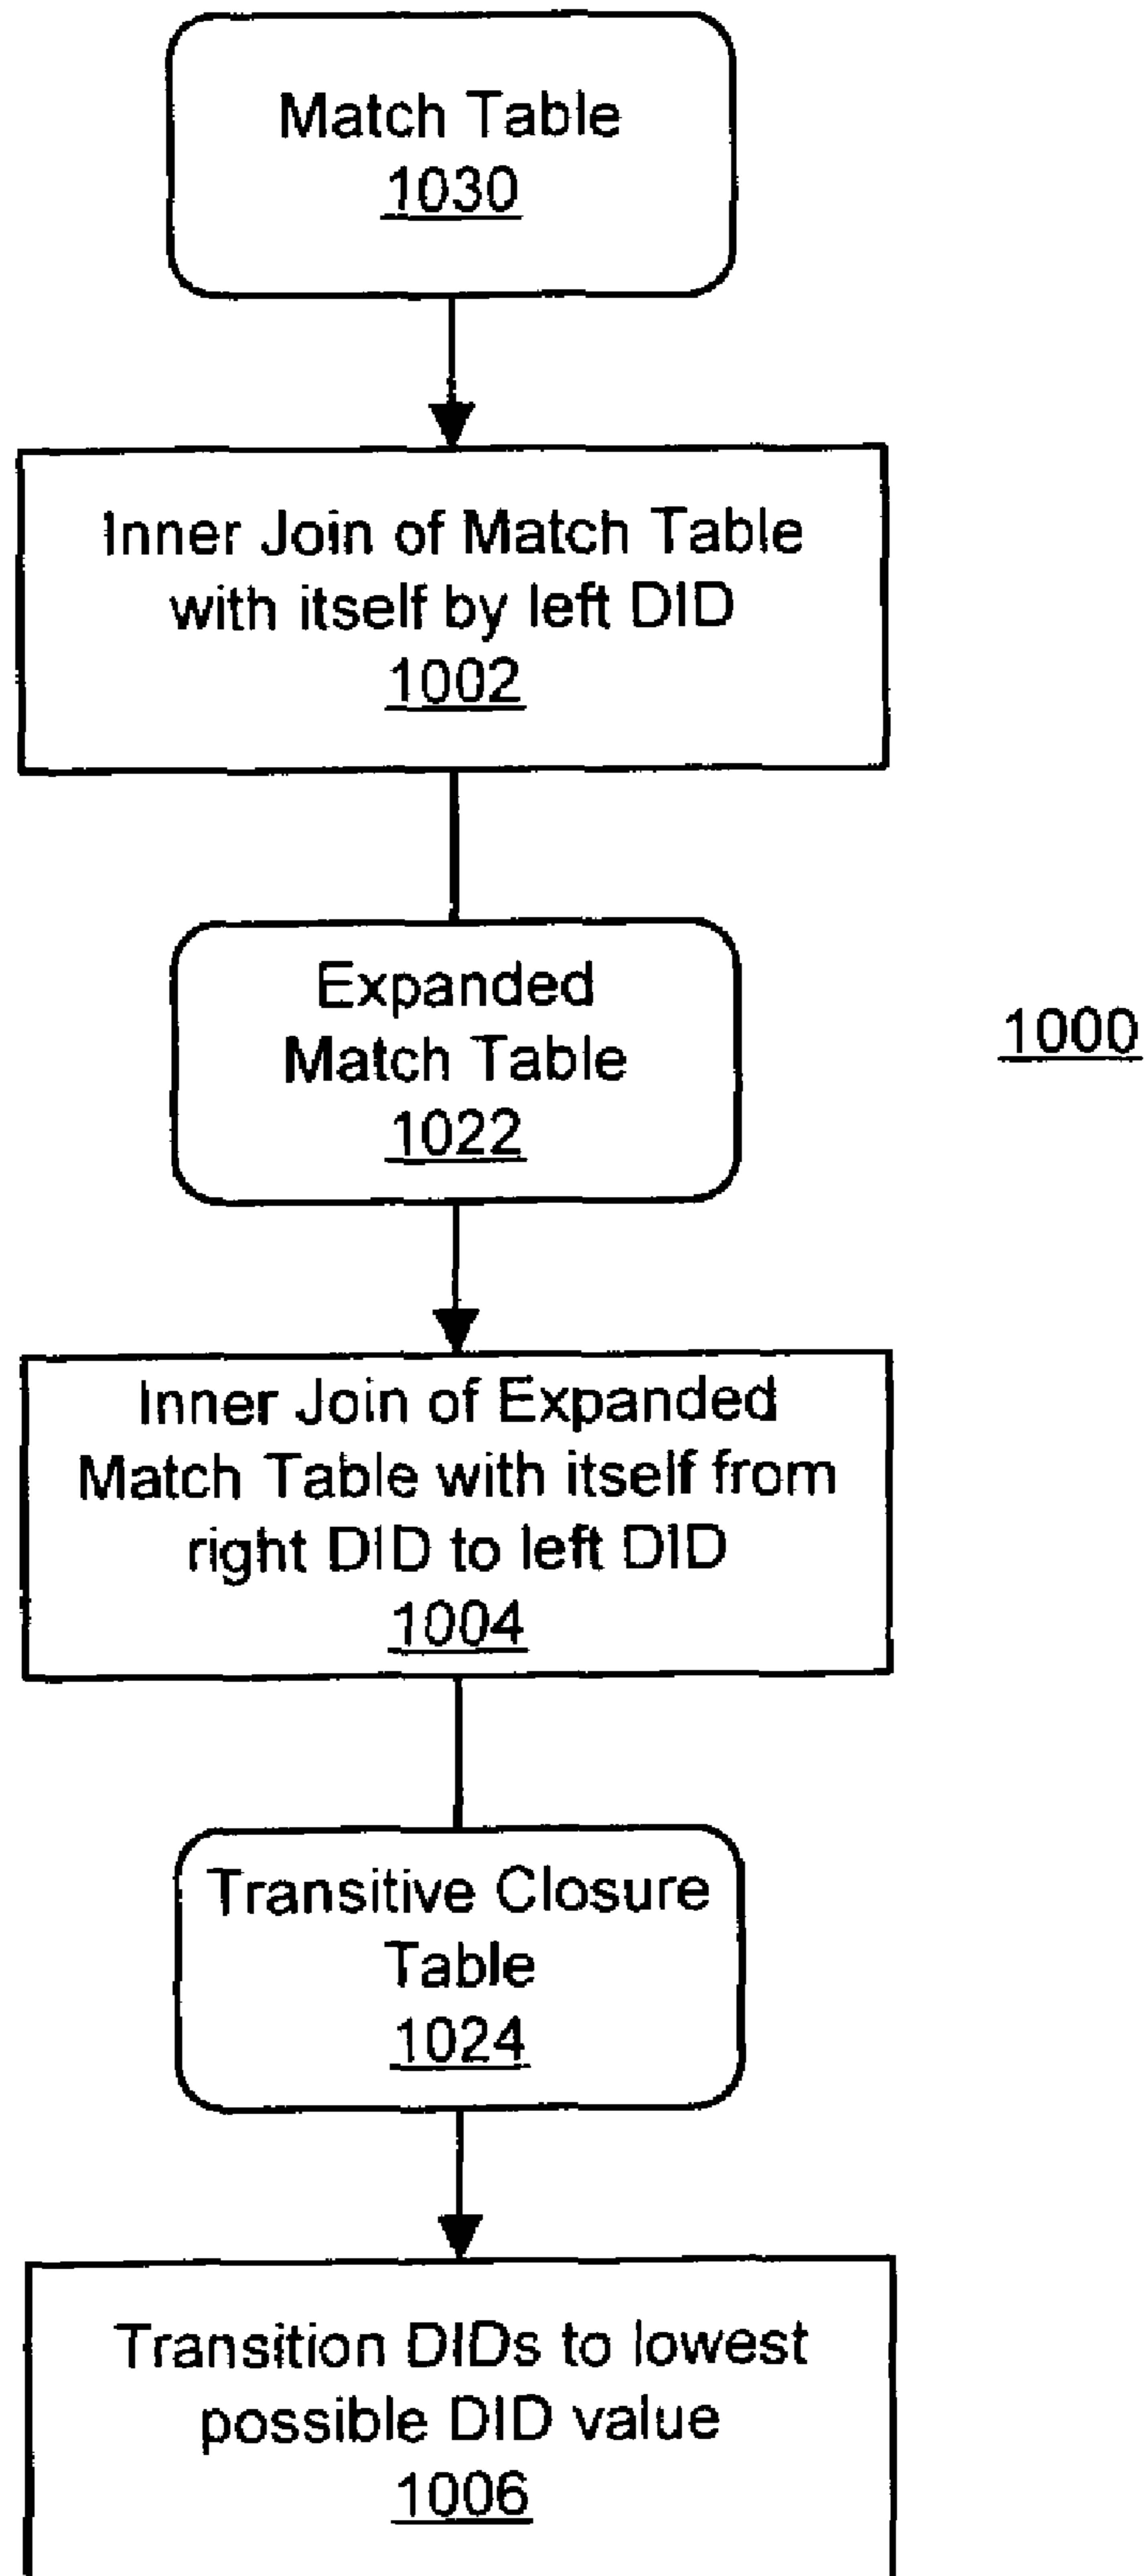 Match Table
1030
Inner Join of Match Table
with itself by left DID
1002
Expanded
Match Table
1022
1000
Inner Join of Expanded
Match Table with itself from
right DID to left DID
1004
Transitive Closure
Table
1024
Transition DIDs to lowest
possible DID value
1006